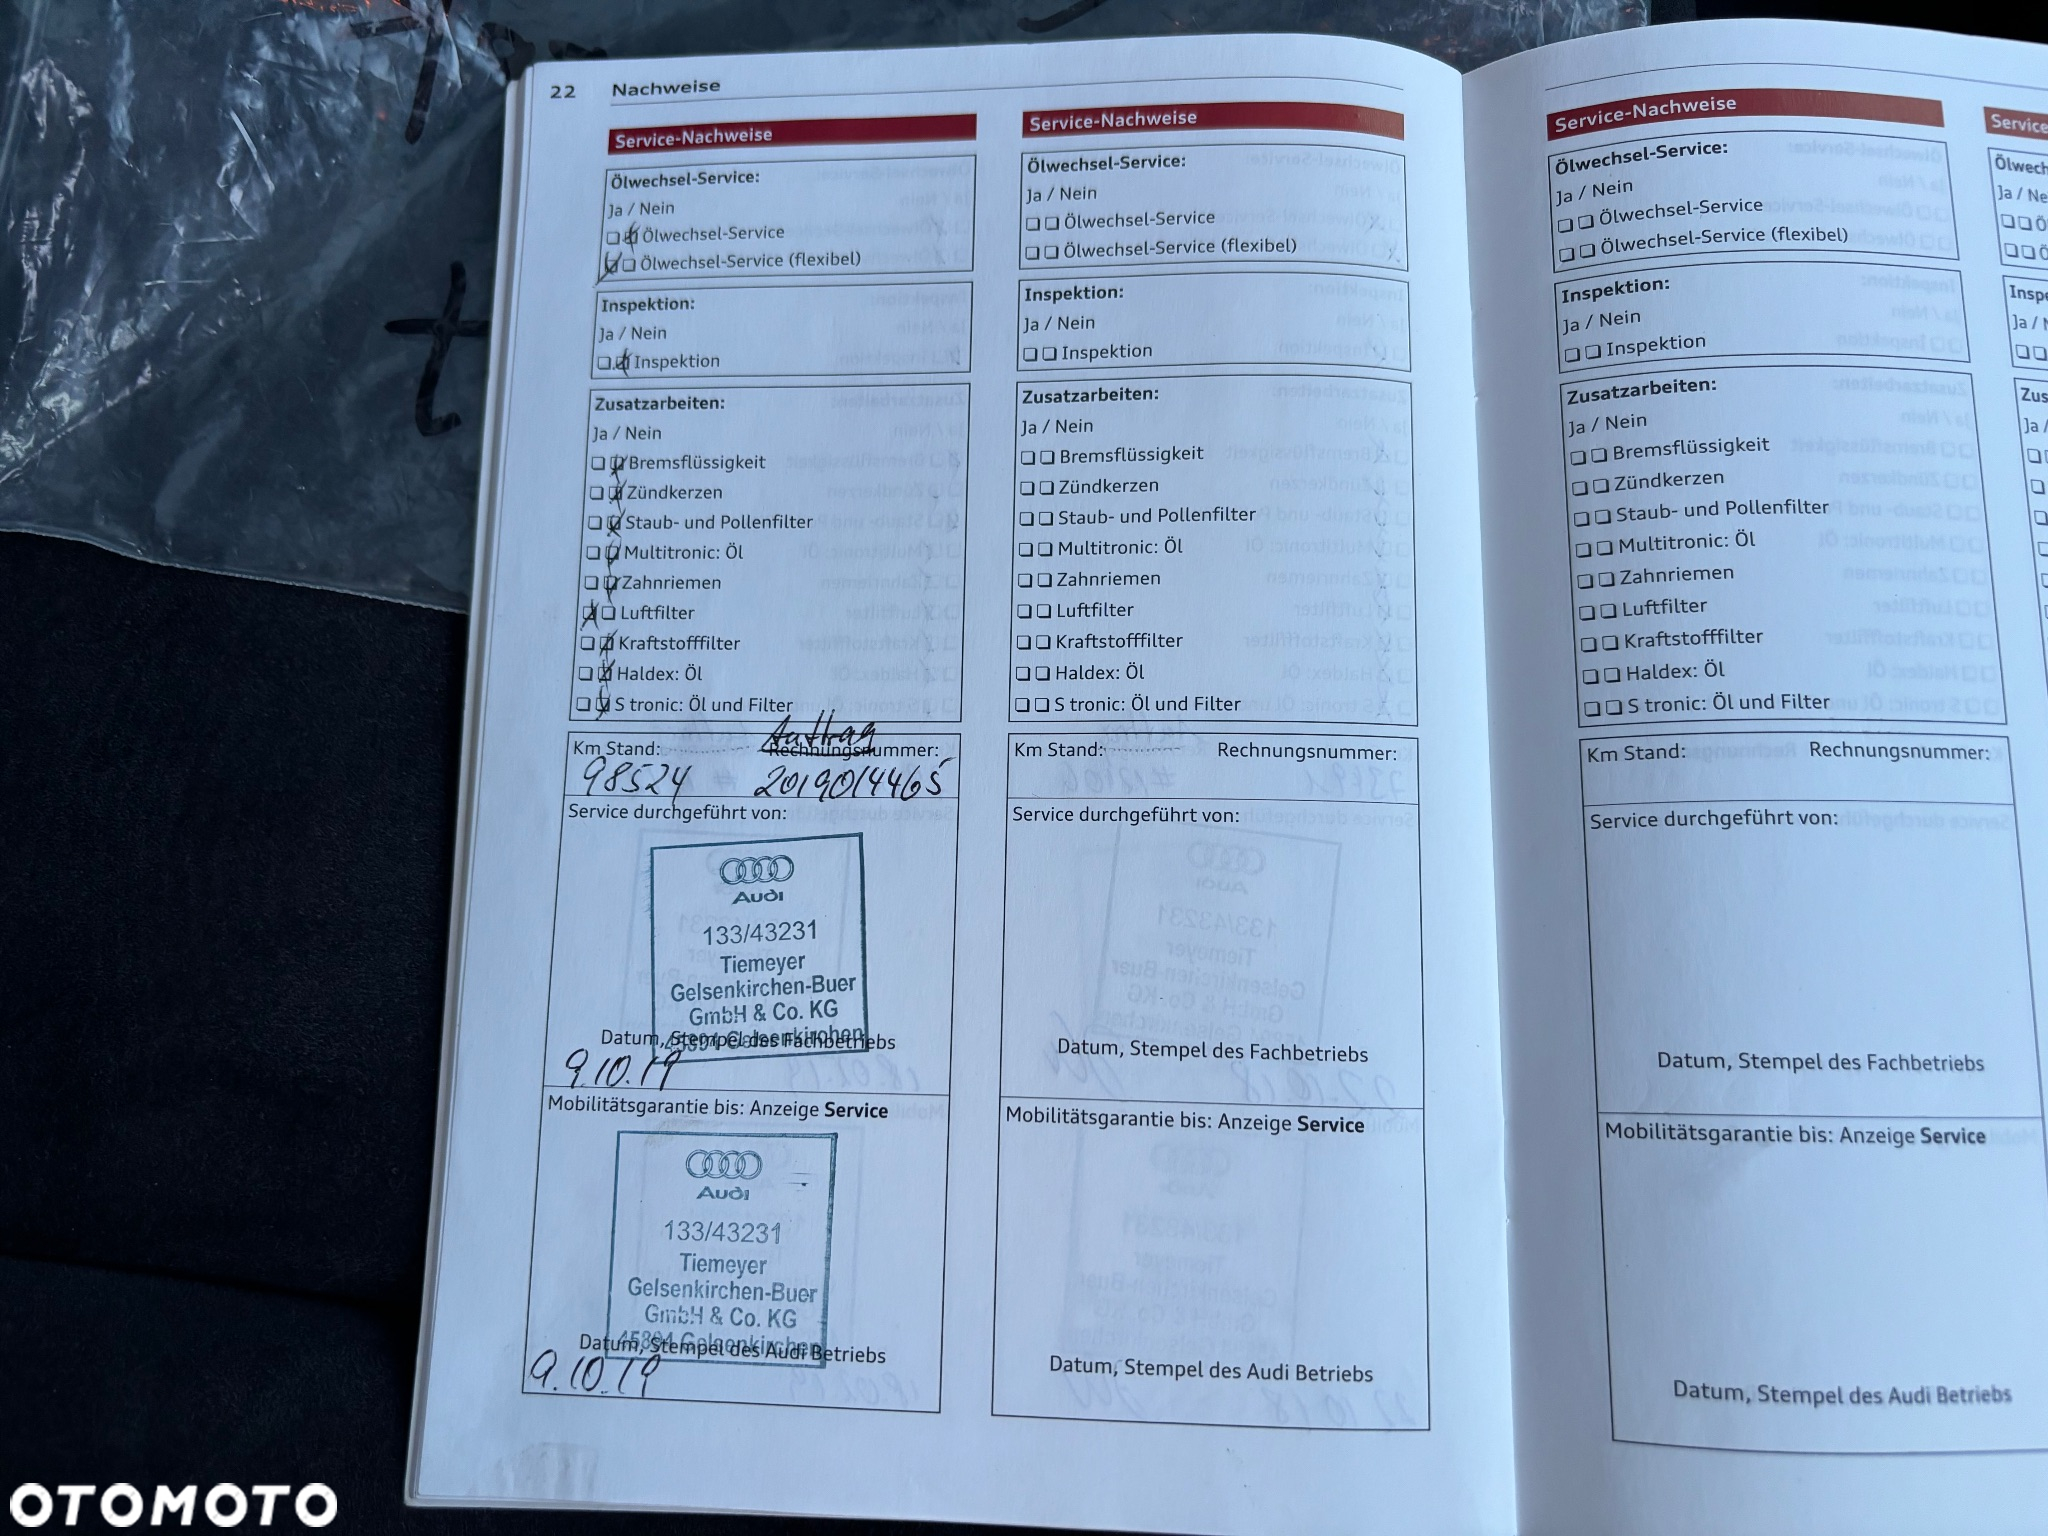 22 Nachweise
Service-Nachweise
Ölwechsel-Service:
Ja / Nein
Ölwechsel-Service
Ölwechsel-Service (flexibel)
Inspektion:
Ja / Nein
Inspektion
Zusatzarbeiten:
Ja / Nein
Bremsflüssigkeit
Zündkerzen
Staub- und Pollenfilter
Multitronic: Öl
Zahnriemen
Luftfilter
Kraftstofffilter
Haldex: Öl
S tronic: Öl und Filter
Auftrag
Km Stand: Rechnungsnummer:
98524 2019014465
Service durchgeführt von:
Audi
133/43231
Tiemeyer
Gelsenkirchen-Buer
GmbH & Co. KG
45894 Gelsenkirchen
Datum, Stempel des Fachbetriebs
9.10.19
Mobilitätsgarantie bis: Anzeige Service
Audi
133/43231
Tiemeyer
Gelsenkirchen-Buer
GmbH & Co. KG
45894 Gelsenkirchen
Datum, Stempel des Audi Betriebs
9.10.19
Service-Nachweise
Ölwechsel-Service:
Ja / Nein
Ölwechsel-Service
Ölwechsel-Service (flexibel)
Inspektion:
Ja / Nein
Inspektion
Zusatzarbeiten:
Ja / Nein
Bremsflüssigkeit
Zündkerzen
Staub- und Pollenfilter
Multitronic: Öl
Zahnriemen
Luftfilter
Kraftstofffilter
Haldex: Öl
S tronic: Öl und Filter
Km Stand: Rechnungsnummer:
Service durchgeführt von:
Datum, Stempel des Fachbetriebs
Mobilitätsgarantie bis: Anzeige Service
Datum, Stempel des Audi Betriebs
Service-Nachweise
Ölwechsel-Service:
Ja / Nein
Ölwechsel-Service
Ölwechsel-Service (flexibel)
Inspektion:
Ja / Nein
Inspektion
Zusatzarbeiten:
Ja / Nein
Bremsflüssigkeit
Zündkerzen
Staub- und Pollenfilter
Multitronic: Öl
Zahnriemen
Luftfilter
Kraftstofffilter
Haldex: Öl
S tronic: Öl und Filter
Km Stand: Rechnungsnummer:
Service durchgeführt von:
Datum, Stempel des Fachbetriebs
Mobilitätsgarantie bis: Anzeige Service
Datum, Stempel des Audi Betriebs
Service
OTOMOTO